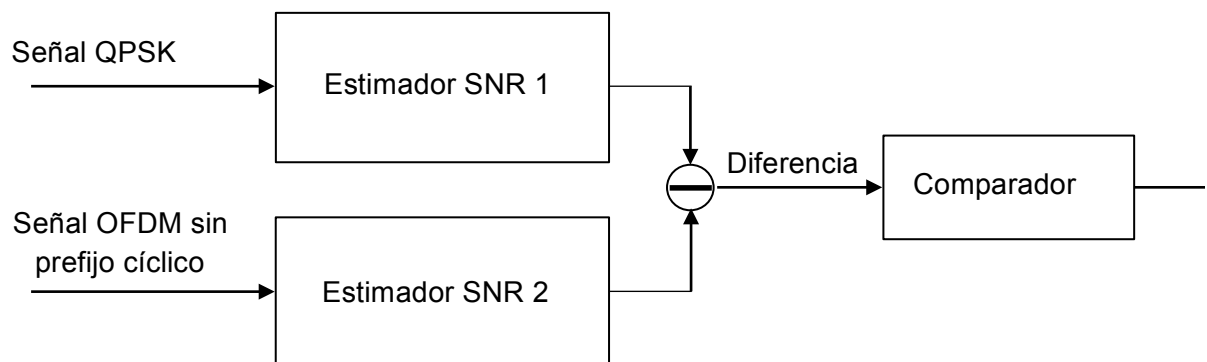 Señal QPSK
Estimador SNR 1
Diferencia
Comparador
Señal OFDM sin
prefijo cíclico
Estimador SNR 2